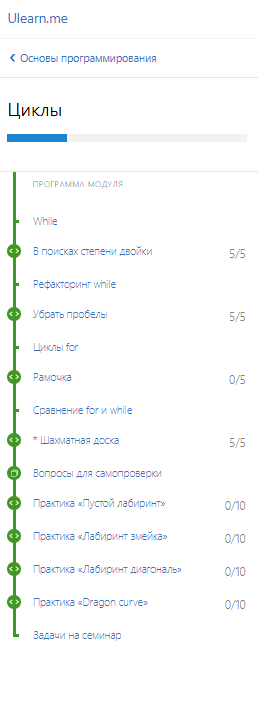 Ulearn.me
Основы программирования
Циклы
ПРОГРАММА МОДУЛЯ
While
В поисках степени двойки 5/5
Рефакторинг while
Убрать пробелы 5/5
Циклы for
Рамочка 0/5
Сравнение for и while
* Шахматная доска 5/5
Вопросы для самопроверки
Практика «Пустой лабиринт» 0/10
Практика «Лабиринт змейка» 0/10
Практика «Лабиринт диагональ» 0/10
Практика «Dragon curve» 0/10
Задачи на семинар